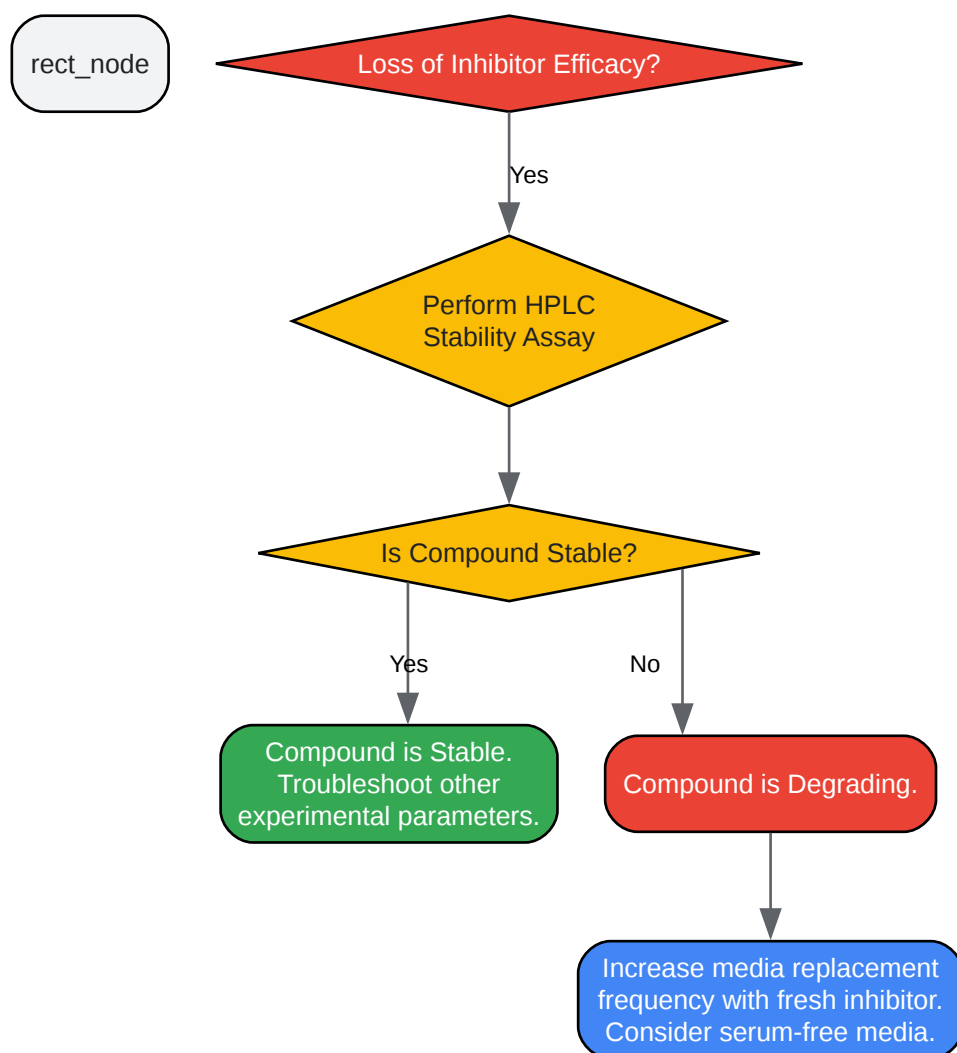 rect_node
Loss of Inhibitor Efficacy?
Yes
Perform HPLC
Stability Assay
Is Compound Stable?
Yes
No
Compound is Stable.
Troubleshoot other
experimental parameters.
Compound is Degrading.
Increase media replacement
frequency with fresh inhibitor.
Consider serum-free media.